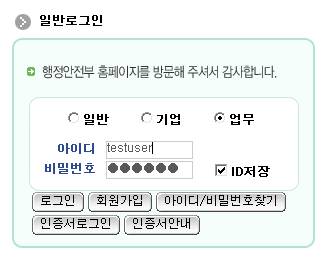 일반로그인
행정안전부 홈페이지를 방문해 주셔서 감사합니다.
일반 기업 업무
아이디 testuser
비밀번호 ●●●●●●
ID저장
로그인 회원가입 아이디/비밀번호찾기
인증서로그인 인증서안내